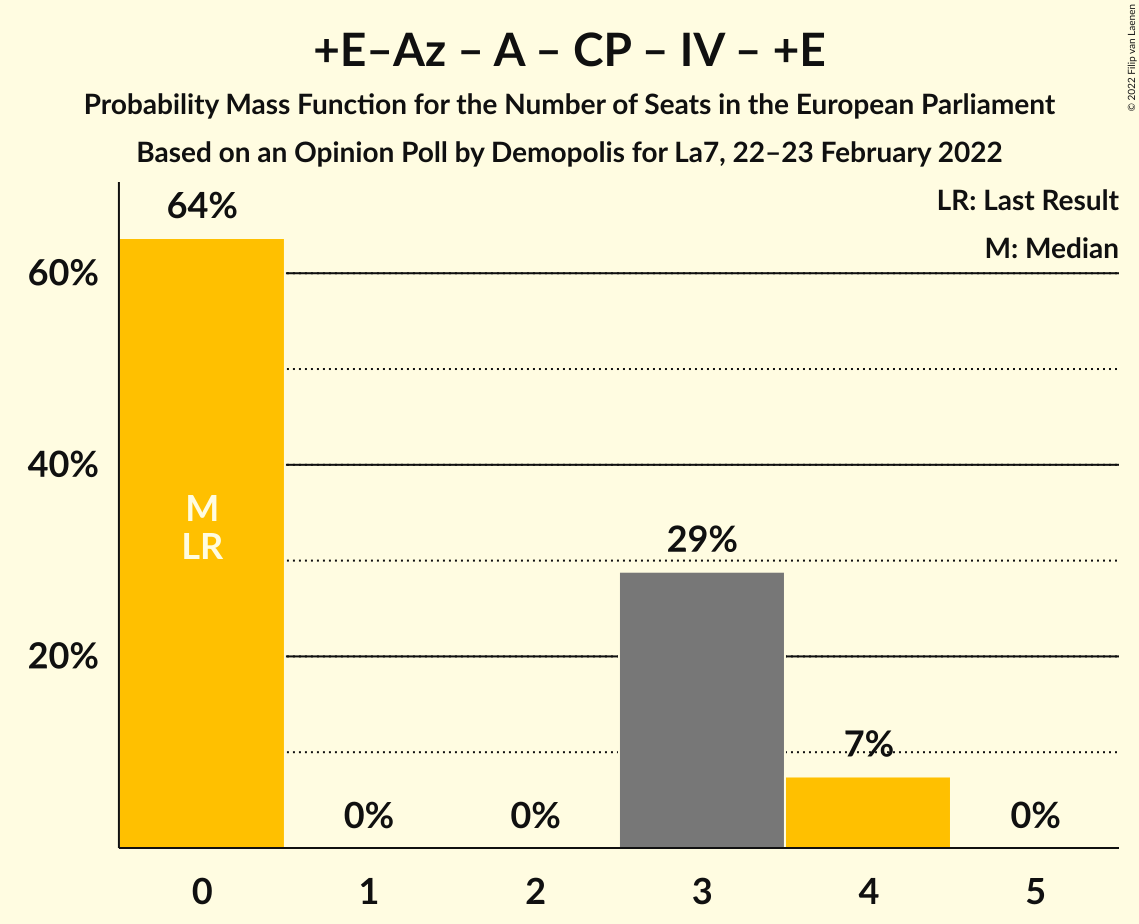 +E–Az – A – CP – IV – +E
Probability Mass Function for the Number of Seats in the European Parliament
Based on an Opinion Poll by Demopolis for La7, 22–23 February 2022
© 2022 Filip van Laenen
LR: Last Result
M: Median
64%
60%
40%
20%
M
LR
0%
0%
29%
7%
0%
0
1
2
3
4
5